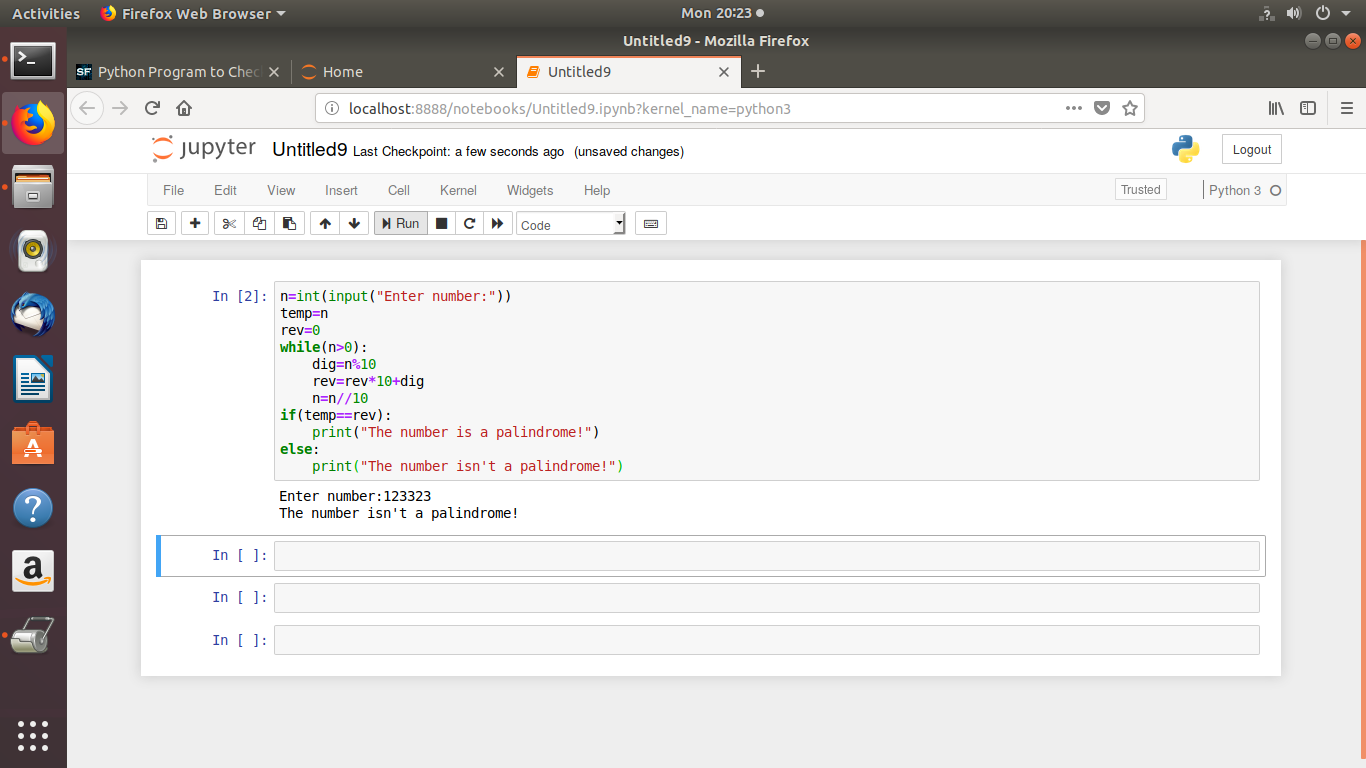 Activities Firefox Web Browser Mon 20:23
Untitled9 - Mozilla Firefox
SF Python Program to Chec Home Untitled9
localhost:8888/notebooks/Untitled9.ipynb?kernel_name=python3
jupyter Untitled9 Last Checkpoint: a few seconds ago (unsaved changes) Logout
File Edit View Insert Cell Kernel Widgets Help Trusted Python 3
Run Code
In [2]: n=int(input("Enter number:"))
temp=n
rev=0
while(n>0):
    dig=n%10
    rev=rev*10+dig
    n=n//10
if(temp==rev):
    print("The number is a palindrome!")
else:
    print("The number isn't a palindrome!")
Enter number:123323
The number isn't a palindrome!
In [ ]:
In [ ]:
In [ ]: